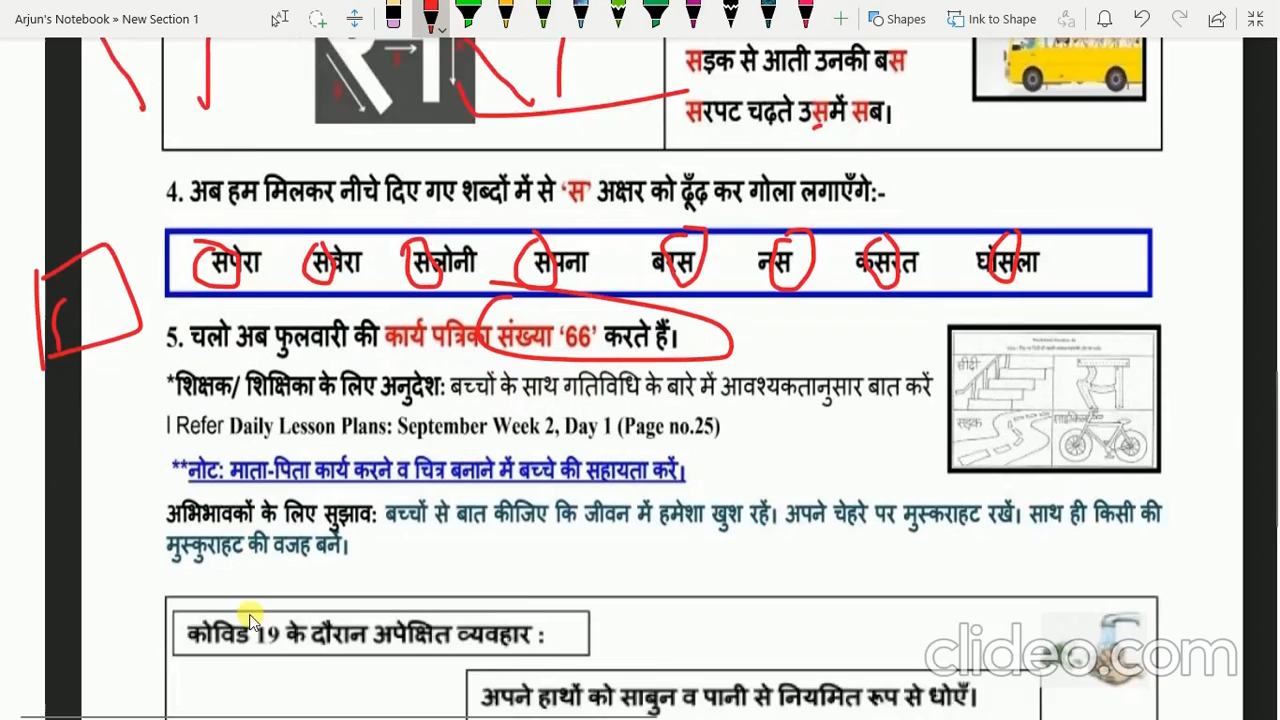 Arjun's Notebook » New Section 1
Shapes
Ink to Shape
सड़क से आती उनकी बस
सरपट चढ़ते उसमें सब।
4. अब हम मिलकर नीचे दिए गए शब्दों में से ‘स’ अक्षर को ढूँढ़ कर गोला लगाएँगे:-
सपेरा सवेरा सलोनी सपना बरस नस कसरत घोंसला
5. चलो अब फुलवारी की कार्य पत्रिका संख्या ‘66’ करते हैं।
*शिक्षक/ शिक्षिका के लिए अनुदेश: बच्चों के साथ गतिविधि के बारे में आवश्यकतानुसार बात करें
l Refer Daily Lesson Plans: September Week 2, Day 1 (Page no.25)
सीढ़ी
सड़क साइकिल
**नोट: माता-पिता कार्य करने व चित्र बनाने में बच्चे की सहायता करें।
अभिभावकों के लिए सुझाव: बच्चों से बात कीजिए कि जीवन में हमेशा खुश रहें। अपने चेहरे पर मुस्कराहट रखें। साथ ही किसी की
मुस्कुराहट की वजह बनें।
कोविड 19 के दौरान अपेक्षित व्यवहार :
clideo.com
अपने हाथों को साबुन व पानी से नियमित रूप से धोएँ।